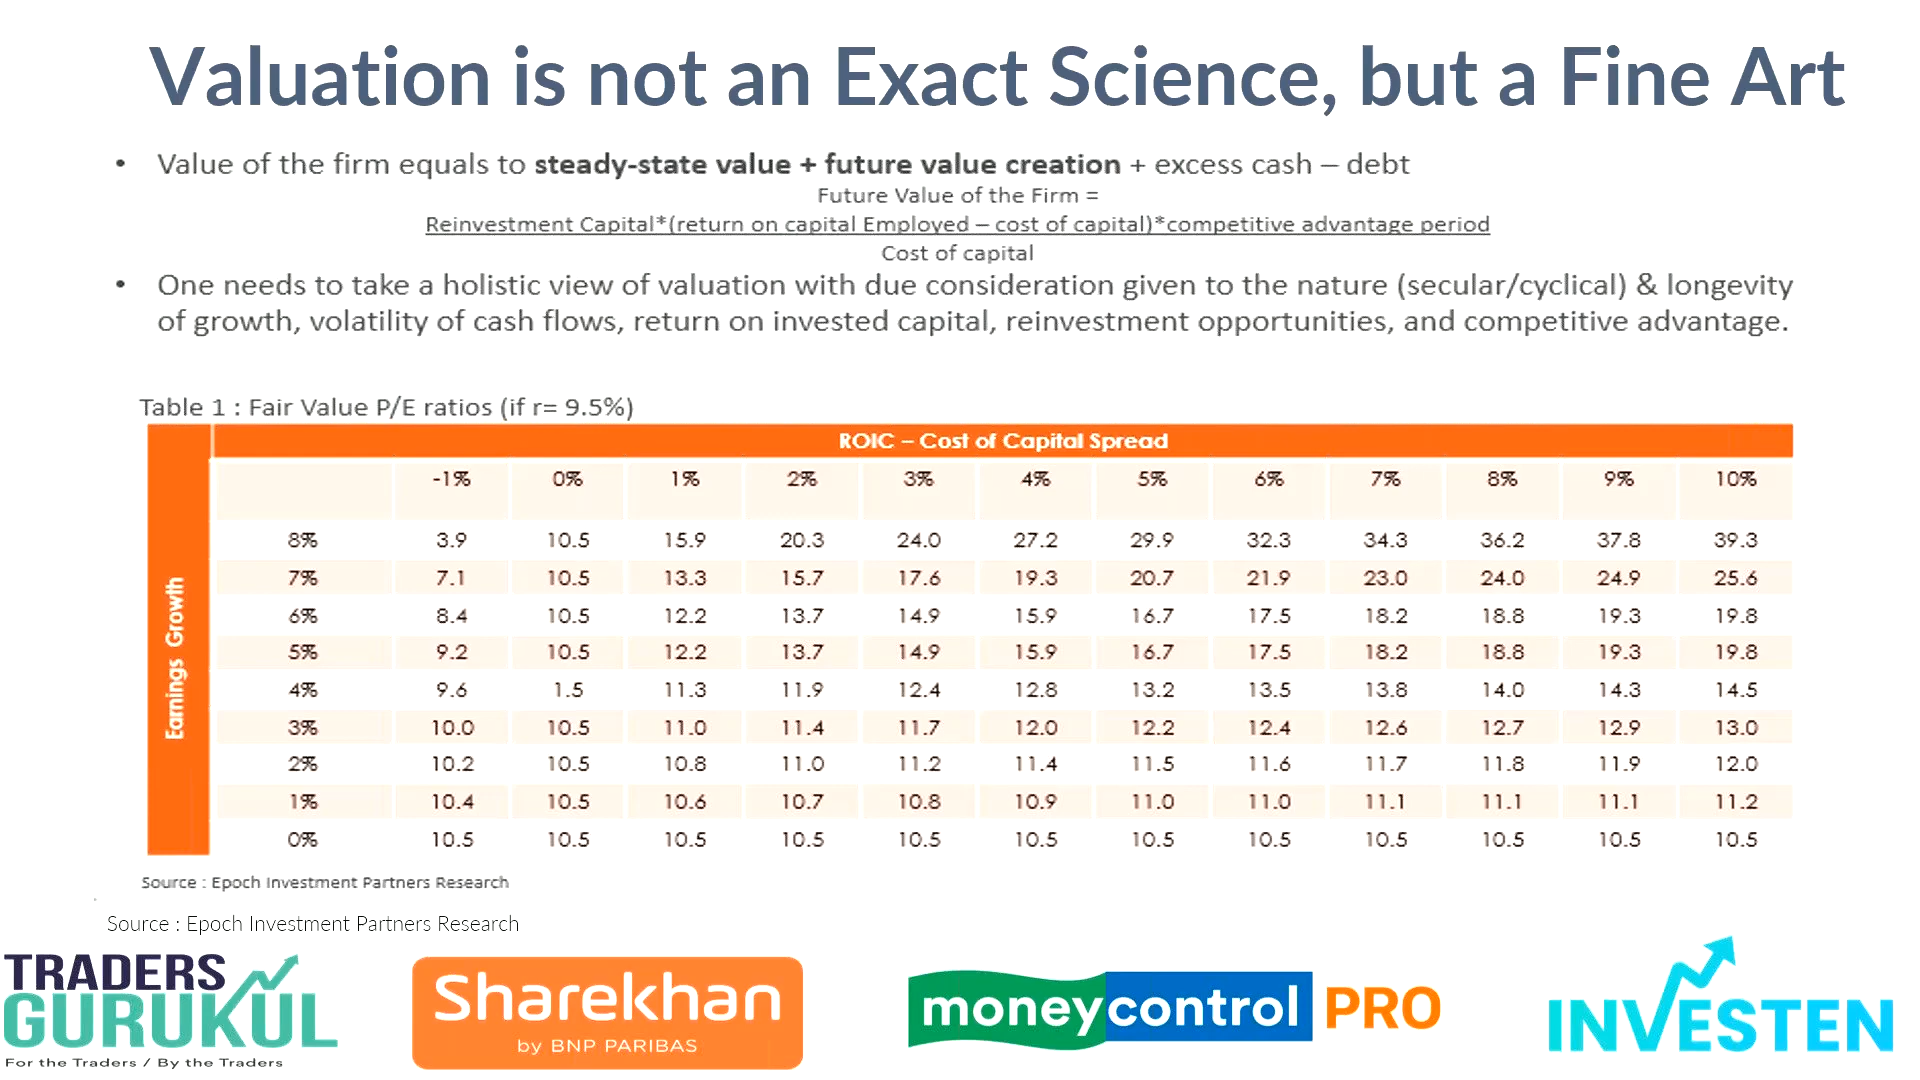 Valuation is not an Exact Science, but a Fine Art
• Value of the firm equals to steady-state value + future value creation + excess cash – debt
Future Value of the Firm =
Reinvestment Capital*(return on capital Employed – cost of capital)*competitive advantage period
Cost of capital
• One needs to take a holistic view of valuation with due consideration given to the nature (secular/cyclical) & longevity
of growth, volatility of cash flows, return on invested capital, reinvestment opportunities, and competitive advantage.
Table 1 : Fair Value P/E ratios (if r= 9.5%)
ROIC – Cost of Capital Spread
Earnings Growth
-1% 0% 1% 2% 3% 4% 5% 6% 7% 8% 9% 10%
8% 3.9 10.5 15.9 20.3 24.0 27.2 29.9 32.3 34.3 36.2 37.8 39.3
7% 7.1 10.5 13.3 15.7 17.6 19.3 20.7 21.9 23.0 24.0 24.9 25.6
6% 8.4 10.5 12.2 13.7 14.9 15.9 16.7 17.5 18.2 18.8 19.3 19.8
5% 9.2 10.5 12.2 13.7 14.9 15.9 16.7 17.5 18.2 18.8 19.3 19.8
4% 9.6 1.5 11.3 11.9 12.4 12.8 13.2 13.5 13.8 14.0 14.3 14.5
3% 10.0 10.5 11.0 11.4 11.7 12.0 12.2 12.4 12.6 12.7 12.9 13.0
2% 10.2 10.5 10.8 11.0 11.2 11.4 11.5 11.6 11.7 11.8 11.9 12.0
1% 10.4 10.5 10.6 10.7 10.8 10.9 11.0 11.0 11.1 11.1 11.1 11.2
0% 10.5 10.5 10.5 10.5 10.5 10.5 10.5 10.5 10.5 10.5 10.5 10.5
Source : Epoch Investment Partners Research
Source : Epoch Investment Partners Research
TRADERS
GURUKUL
For the Traders / By the Traders
Sharekhan
by BNP PARIBAS
moneycontrol PRO
INVESTEN